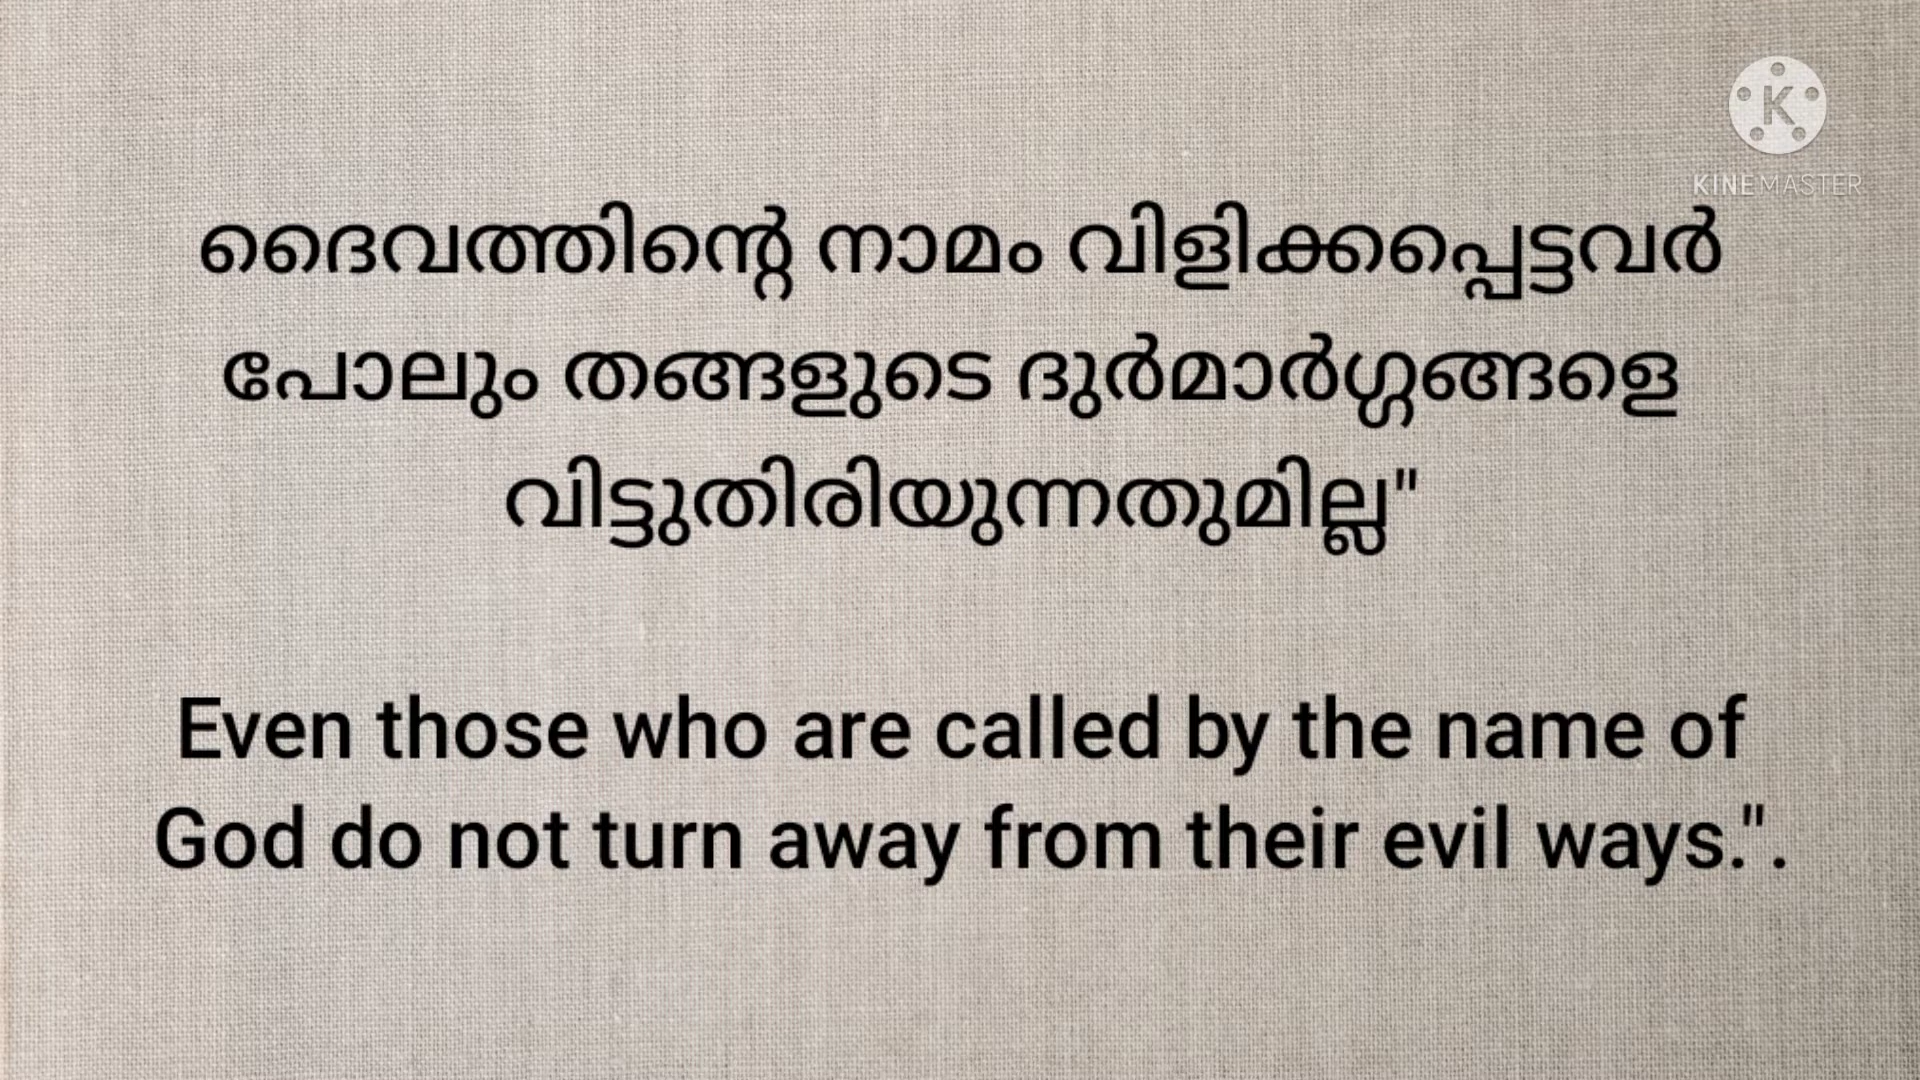 K
KINEMASTER
ദൈവത്തിന്റെ നാമം വിളിക്കപ്പെട്ടവർ
പോലും തങ്ങളുടെ ദുർമാർഗ്ഗങ്ങളെ
വിട്ടുതിരിയുന്നതുമില്ല"
Even those who are called by the name of
God do not turn away from their evil ways.".